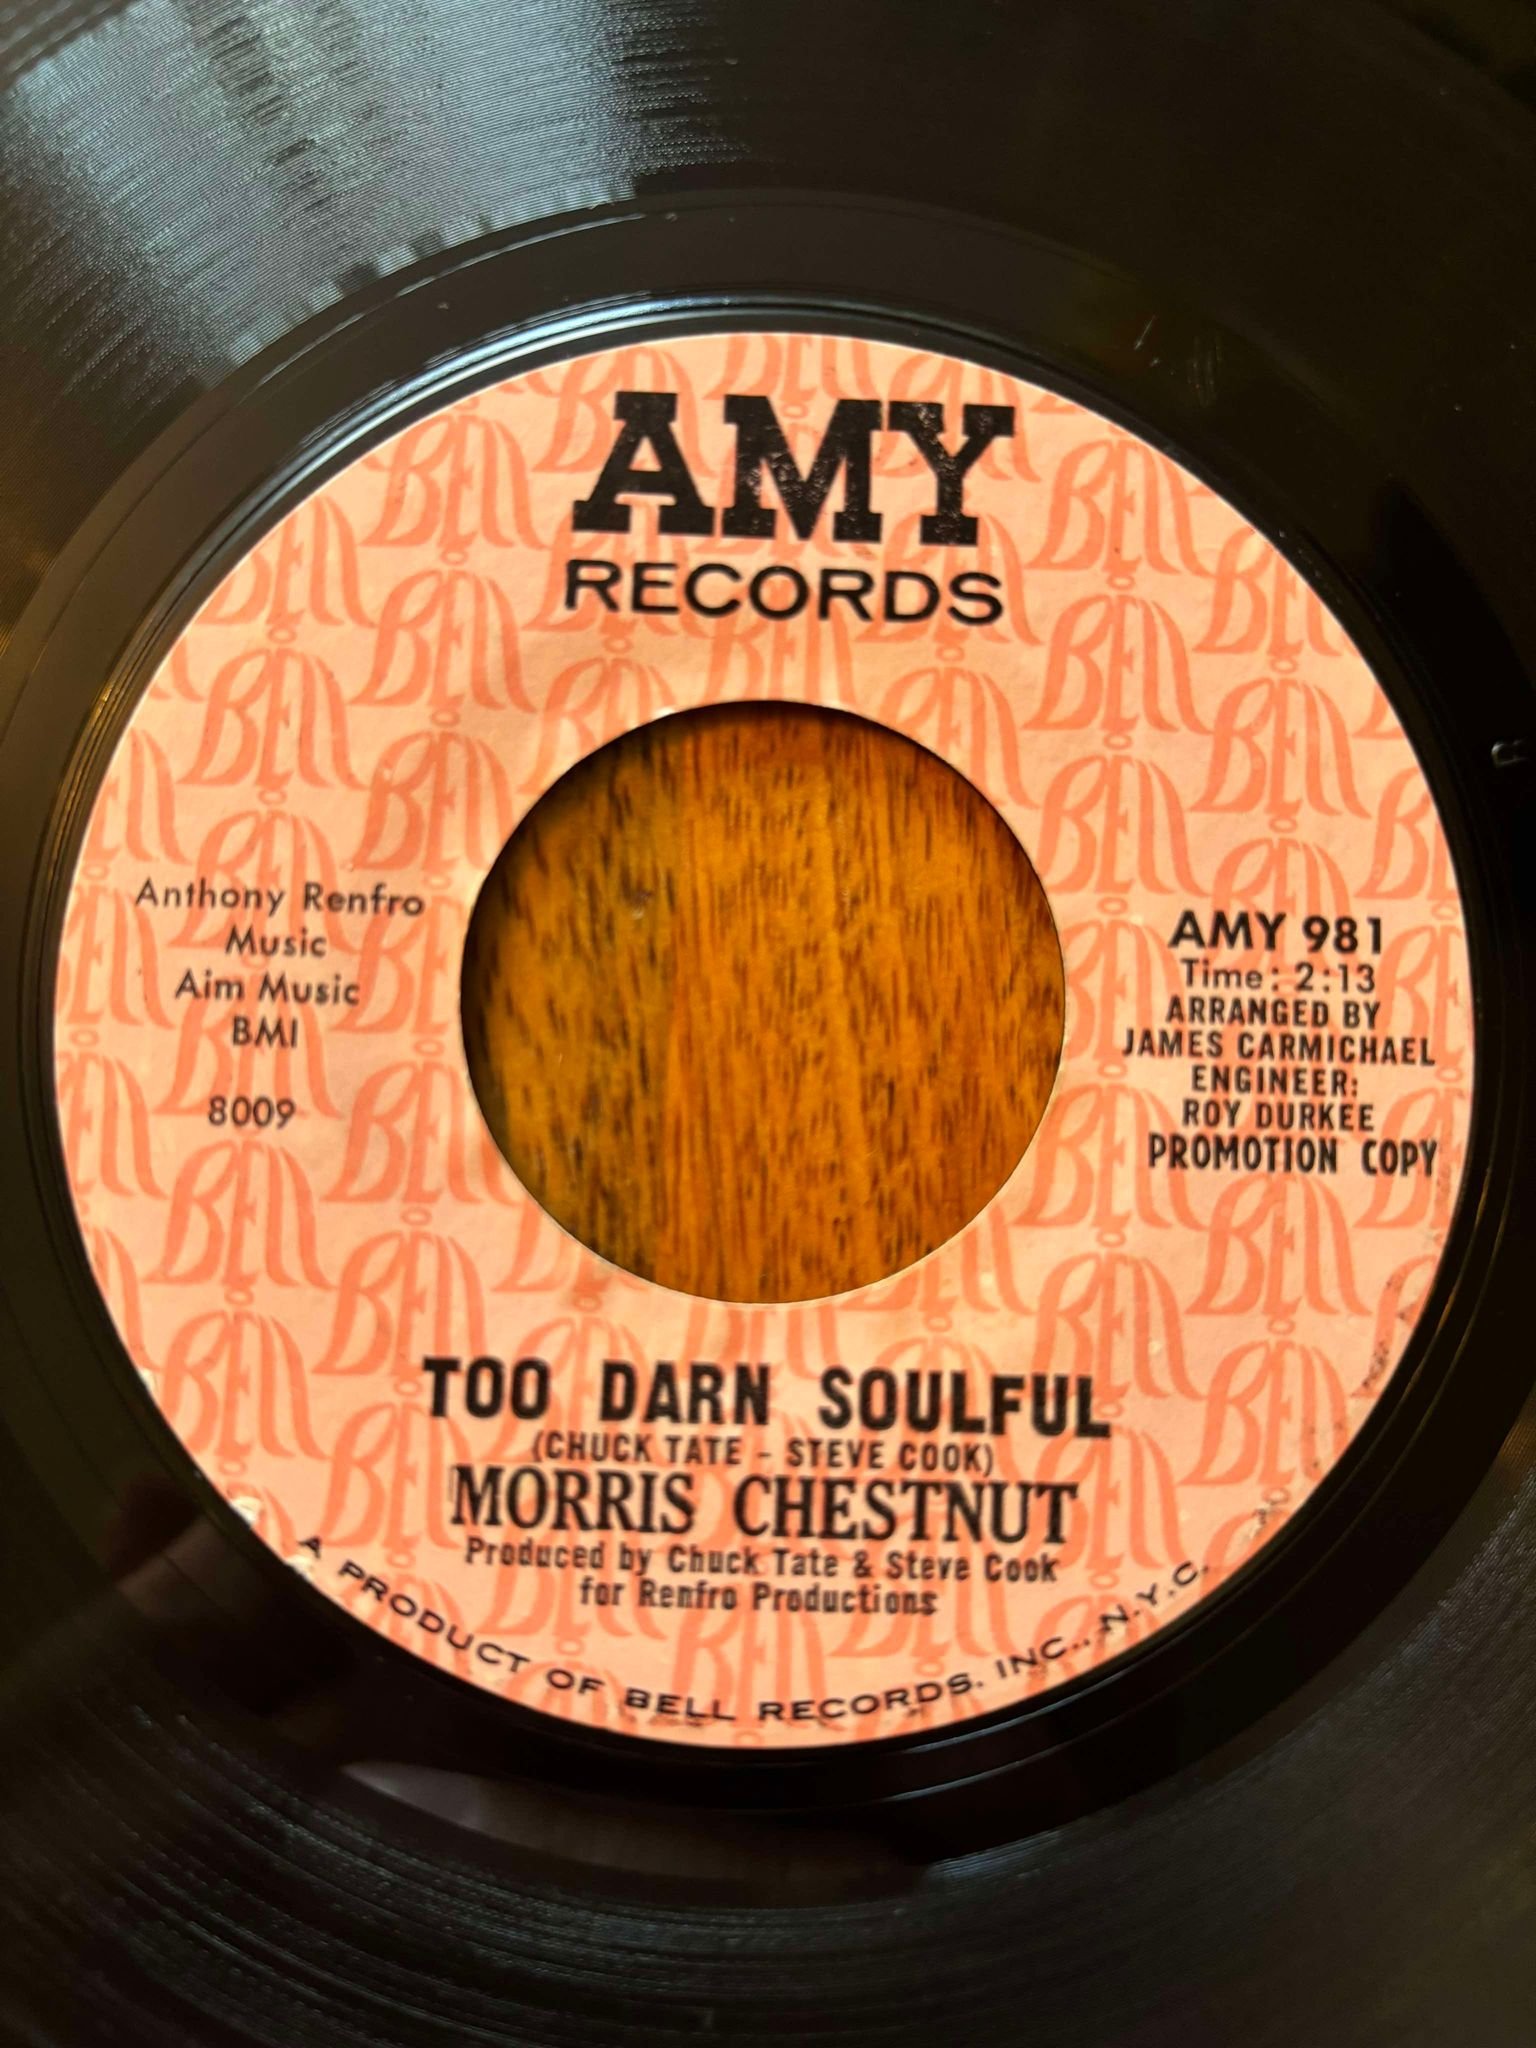 AMY
RECORDS
Anthony Renfro
Music
Aim Music
BMI
8009
AMY 981
Time: 2:13
ARRANGED BY
JAMES CARMICHAEL
ENGINEER:
ROY DURKEE
PROMOTION COPY
TOO DARN SOULFUL
(CHUCK TATE - STEVE COOK)
MORRIS CHESTNUT
Produced by Chuck Tate & Steve Cook
for Renfro Productions
A PRODUCT OF BELL RECORDS, INC., N.Y.C.
BELL